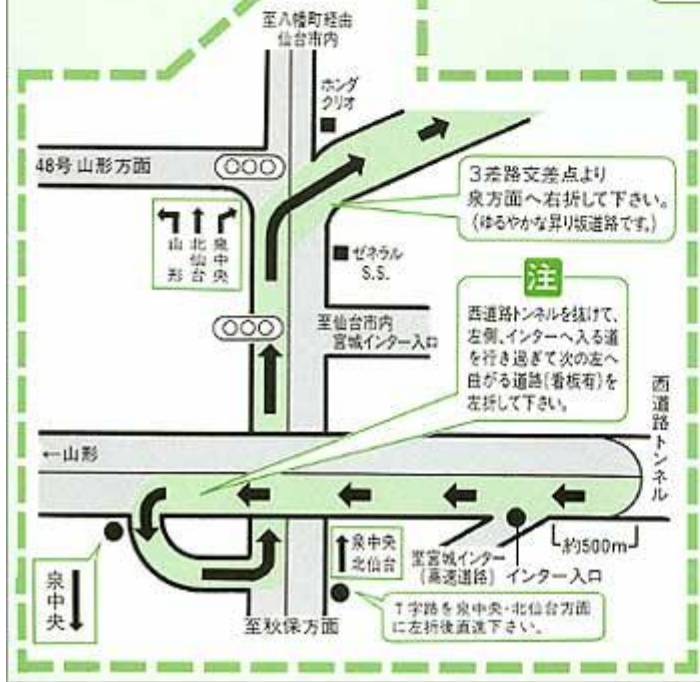 至八幡町経由
仙台市内
ホンダ
クリオ
48号 山形方面
3差路交差点より
泉方面へ右折して下さい。
(ゆるやかな昇り坂道路です。)
山形
北仙台
泉中央
ゼネラル
S.S.
注
西道路トンネルを抜けて、
左側、インターへ入る道
を行き過ぎて次の左へ
曲がる道路(看板有)を
左折して下さい。
至仙台市内
宮城インター入口
西道路トンネル
←山形
泉中央
北仙台
至宮城インター
(高速道路)
インター入口
約500m
泉中央
至秋保方面
T字路を泉中央・北仙台方面
に左折後直進下さい。